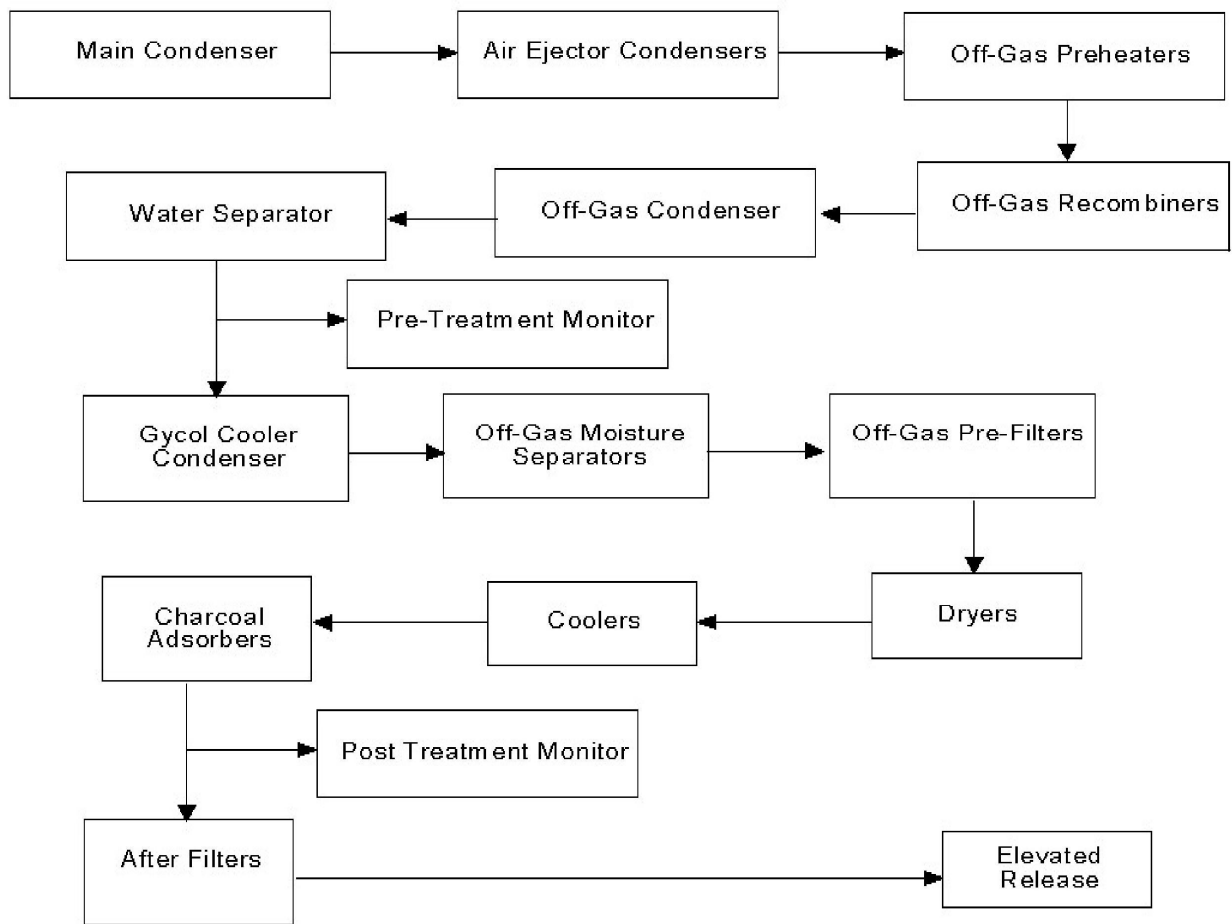 Main Condenser
Air Ejector Condensers
Off-Gas Preheaters
Off-Gas Recombiners
Off-Gas Condenser
Water Separator
Pre-Treatment Monitor
Gycol Cooler
Condenser
Off-Gas Moisture
Separators
Off-Gas Pre-Filters
Dryers
Coolers
Charcoal
Adsorbers
Post Treatment Monitor
After Filters
Elevated
Release